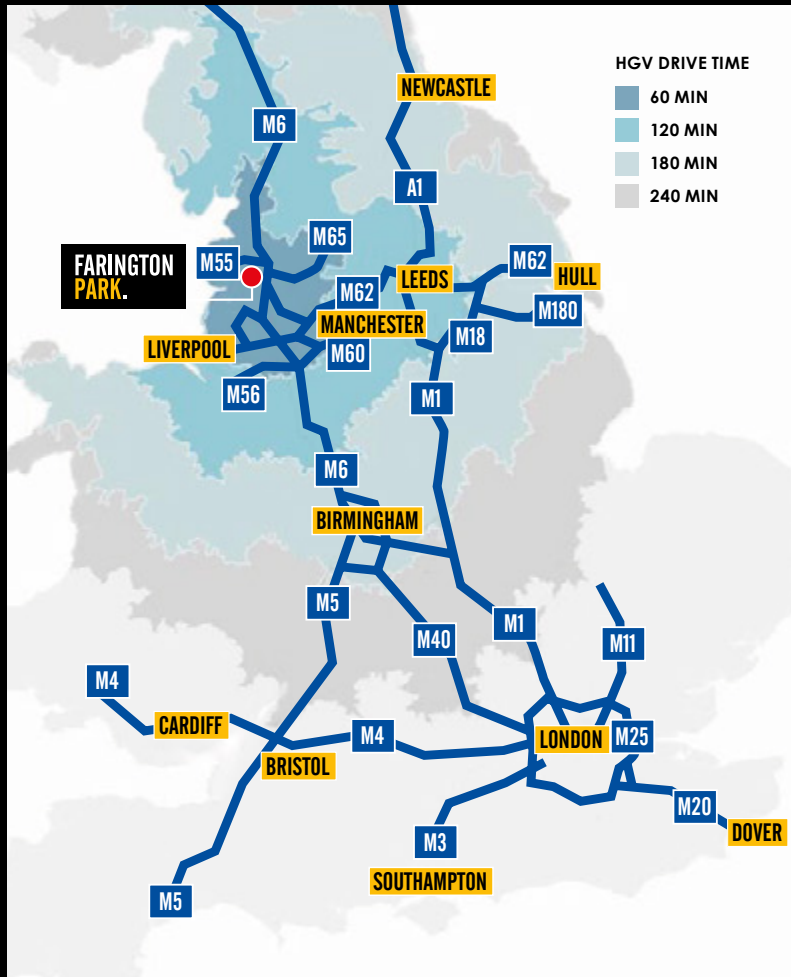 HGV DRIVE TIME
60 MIN
120 MIN
180 MIN
240 MIN
NEWCASTLE
M6
A1
FARINGTON
PARK.
M55
M65
M62
LEEDS
M62
HULL
M180
MANCHESTER
M18
LIVERPOOL
M60
M56
M1
M6
BIRMINGHAM
M5
M40
M1
M11
M4
CARDIFF
M4
LONDON
M25
BRISTOL
M20
DOVER
M3
SOUTHAMPTON
M5